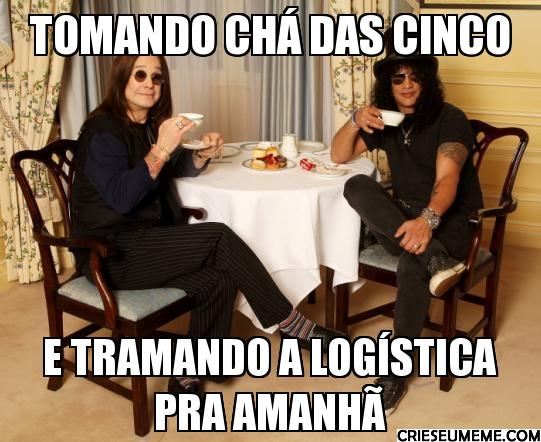 TOMANDO CHÁ DAS CINCO
E TRAMANDO A LOGÍSTICA
PRA AMANHÃ
CRIESEUMEME.COM